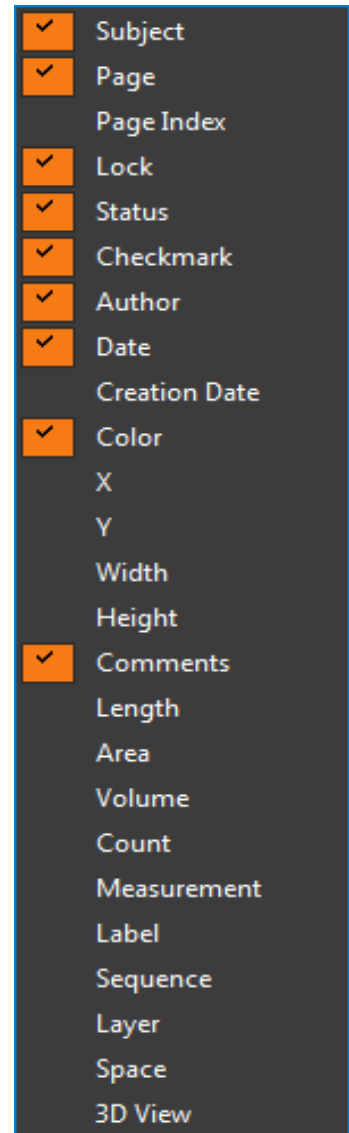 Subject
Page
Page Index
Lock
Status
Checkmark
Author
Date
Creation Date
Color
X
Y
Width
Height
Comments
Length
Area
Volume
Count
Measurement
Label
Sequence
Layer
Space
3D View